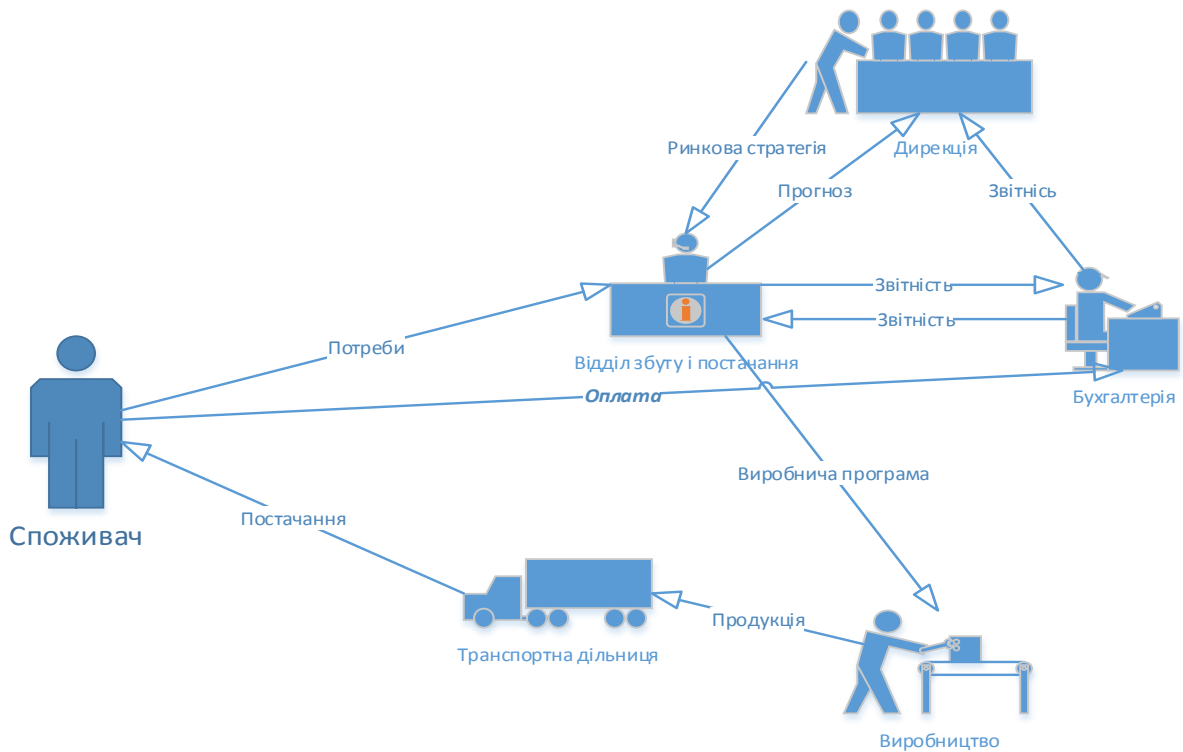 Ринкова стратегія
Дирекція
Прогноз
Звітнісь
Звітність
Звітність
Потреби
Відділ збуту і постачання
Оплата
Бухгалтерія
Виробнича програма
Постачання
Споживач
Продукція
Транспортна дільниця
Виробництво